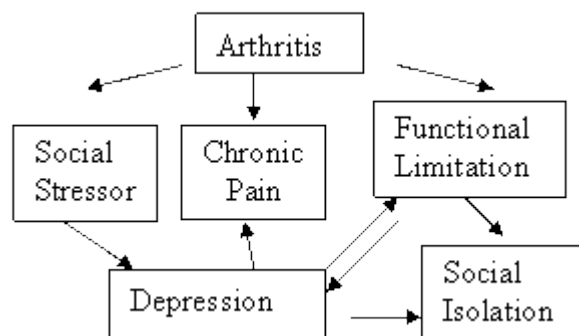 Arthritis
Social
Stressor
Chronic
Pain
Functional
Limitation
Depression
Social
Isolation